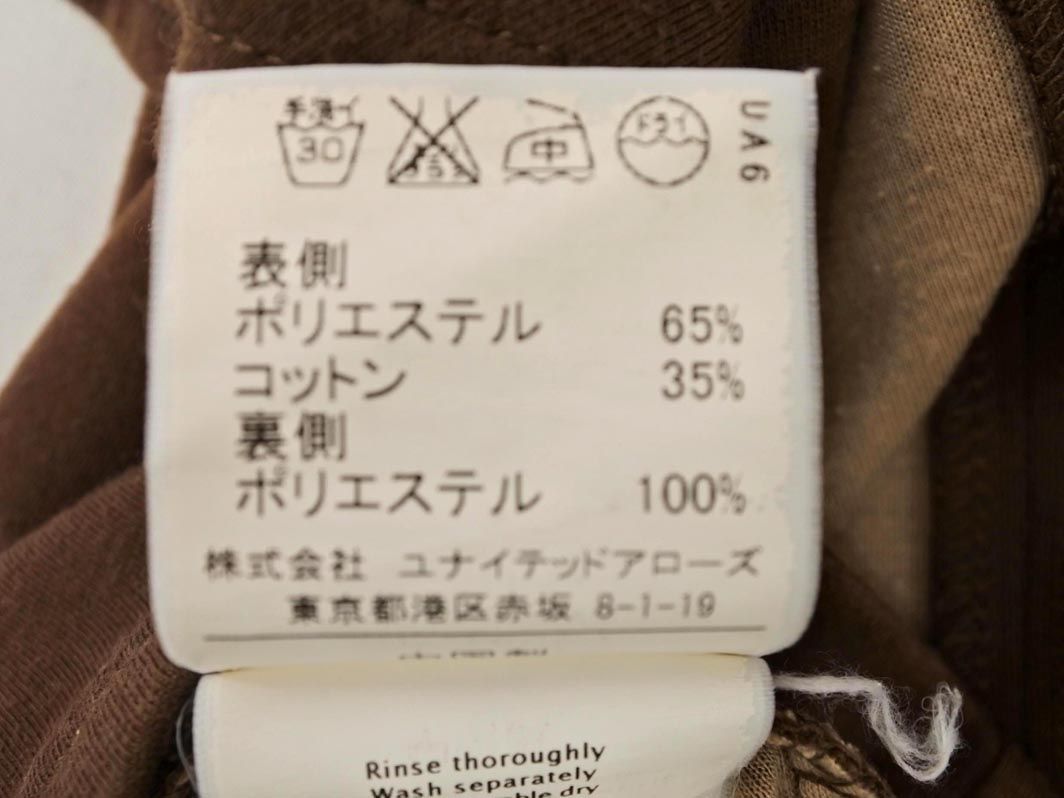 手洗イ 30 中 ドライ UA6
表側
ポリエステル 65%
コットン 35%
裏側
ポリエステル 100%
株式会社 ユナイテッドアローズ
東京都港区赤坂 8-1-19
Rinse thoroughly
Wash separately
dry